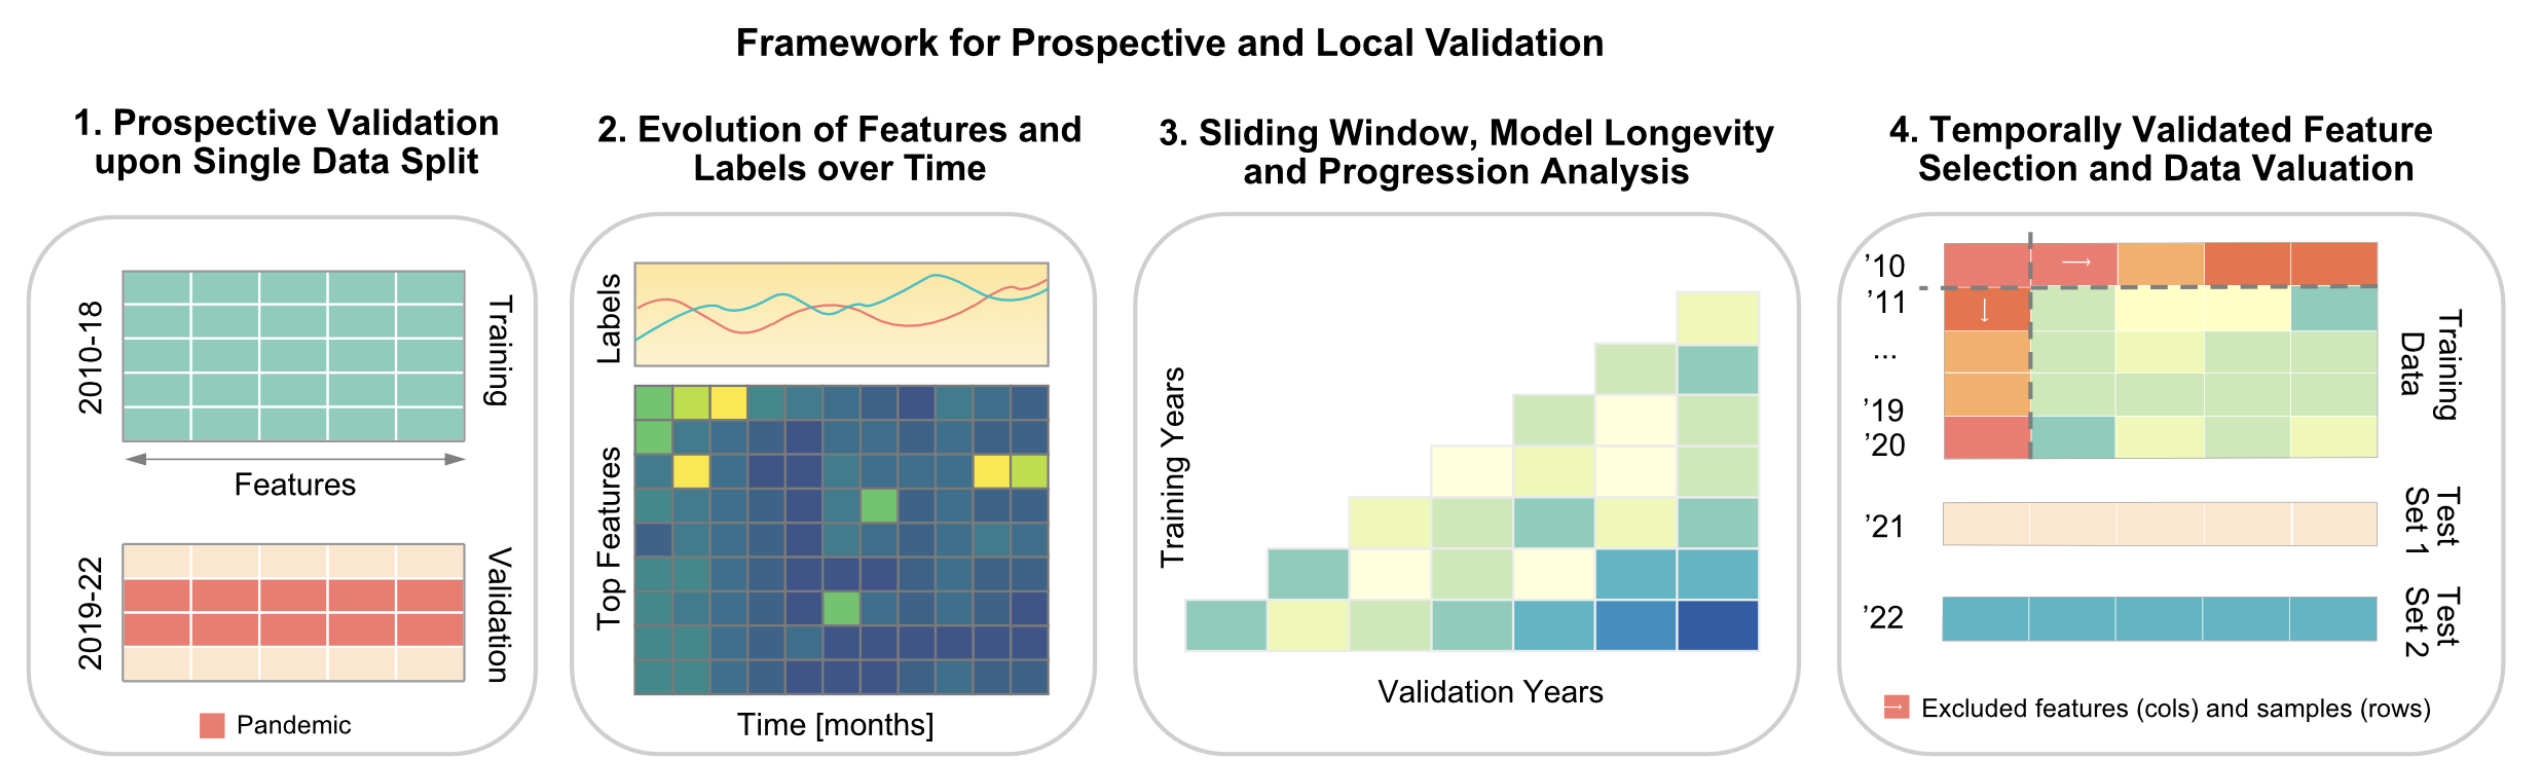 Framework for Prospective and Local Validation
1. Prospective Validation
upon Single Data Split
2010-18
Training
Features
2019-22
Validation
Pandemic
2. Evolution of Features and
Labels over Time
Labels
Top Features
Time [months]
3. Sliding Window, Model Longevity
and Progression Analysis
Training Years
Validation Years
4. Temporally Validated Feature
Selection and Data Valuation
’10
’11
...
’19
’20
Training
Data
’21
Test
Set 1
’22
Test
Set 2
Excluded features (cols) and samples (rows)